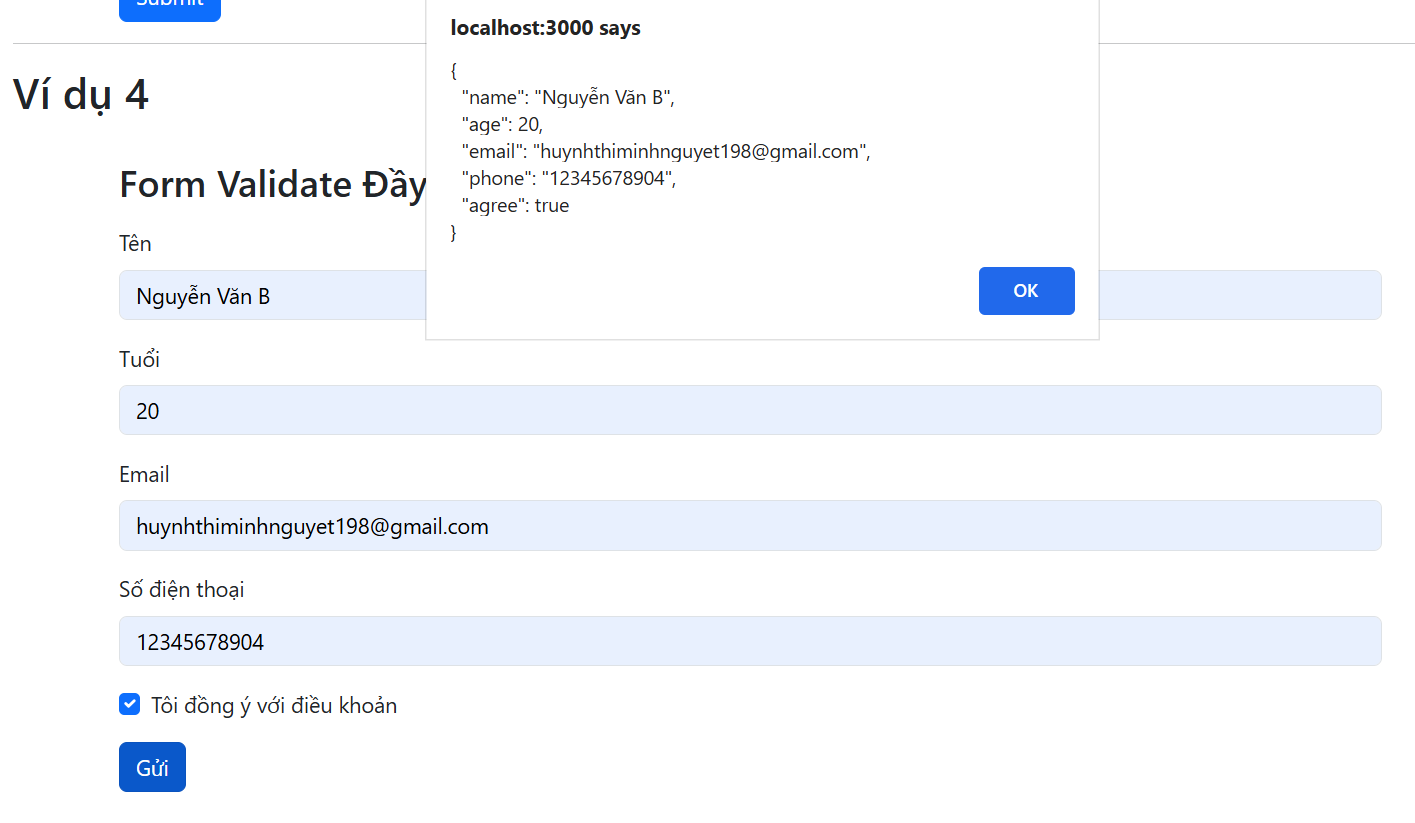 Submit
localhost:3000 says
{
"name": "Nguyễn Văn B",
"age": 20,
"email": "huynhthiminhnguyet198@gmail.com",
"phone": "12345678904",
"agree": true
}
OK
Ví dụ 4
Form Validate Đầy
Tên
Nguyễn Văn B
Tuổi
20
Email
huynhthiminhnguyet198@gmail.com
Số điện thoại
12345678904
Tôi đồng ý với điều khoản
Gửi